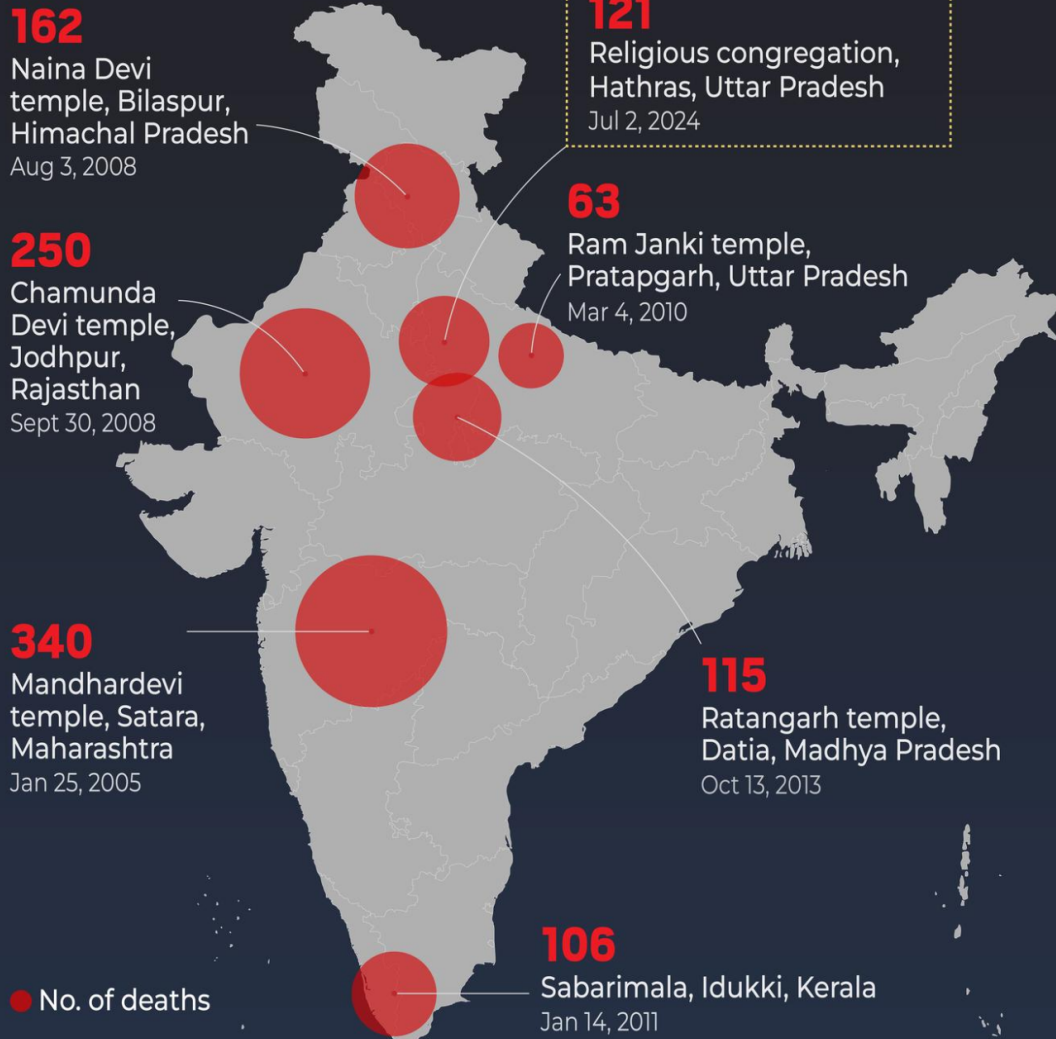 162
Naina Devi
temple, Bilaspur,
Himachal Pradesh
Aug 3, 2008
121
Religious congregation,
Hathras, Uttar Pradesh
Jul 2, 2024
63
Ram Janki temple,
Pratapgarh, Uttar Pradesh
Mar 4, 2010
250
Chamunda
Devi temple,
Jodhpur,
Rajasthan
Sept 30, 2008
340
Mandhardevi
temple, Satara,
Maharashtra
Jan 25, 2005
115
Ratangarh temple,
Datia, Madhya Pradesh
Oct 13, 2013
106
Sabarimala, Idukki, Kerala
Jan 14, 2011
No. of deaths